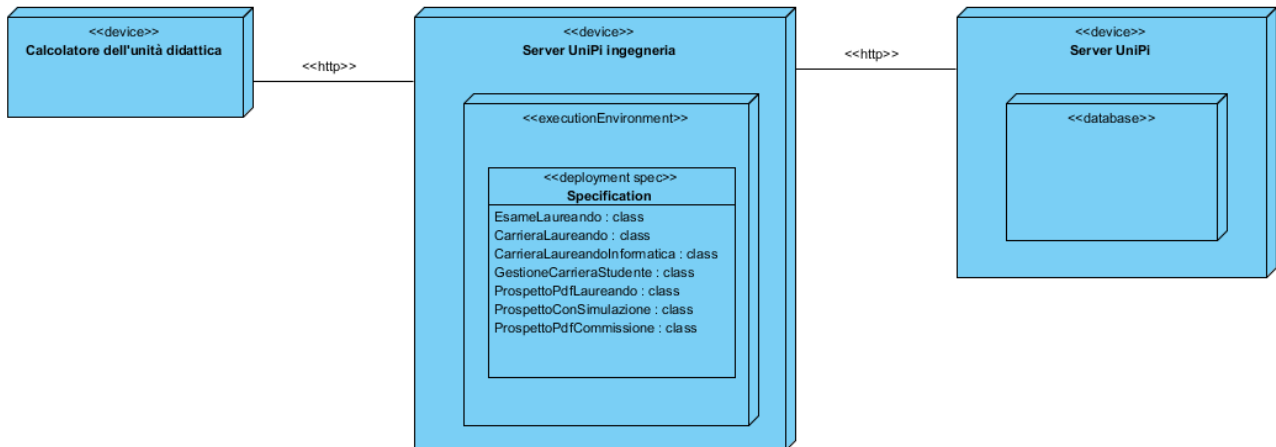 <<device>>
Calcolatore dell'unità didattica
<<http>>
<<device>>
Server UniPi ingegneria
<<executionEnvironment>>
<<deployment spec>>
Specification
EsameLaureando : class
CarrieraLaureando : class
CarrieraLaureandoInformatica : class
GestioneCarrieraStudente : class
ProspettoPdfLaureando : class
ProspettoConSimulazione : class
ProspettoPdfCommissione : class
<<http>>
<<device>>
Server UniPi
<<database>>